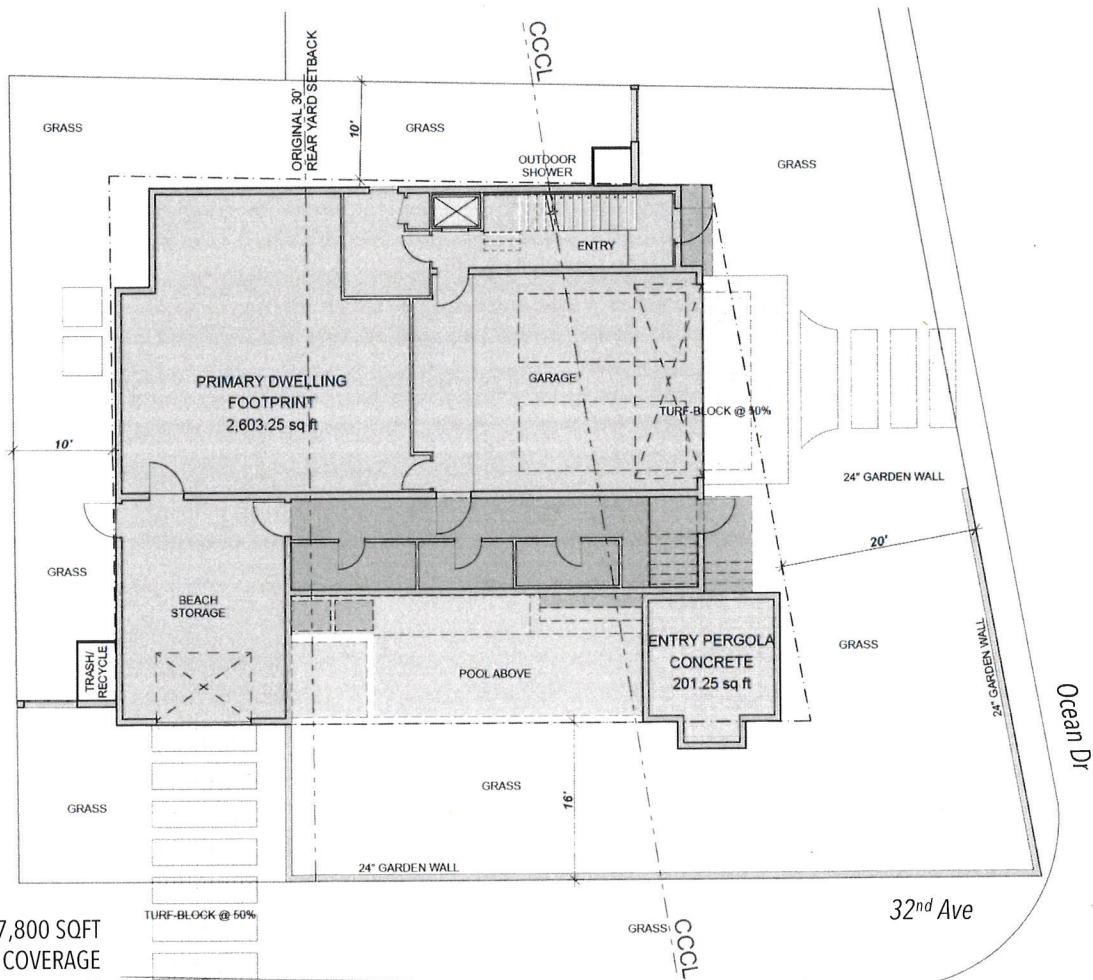 CCCL
ORIGINAL 30'
REAR YARD SETBACK
GRASS
10'
GRASS
OUTDOOR
SHOWER
GRASS
ENTRY
PRIMARY DWELLING
FOOTPRINT
2,603.25 sq ft
GARAGE
TURF-BLOCK @ 50%
10'
24" GARDEN WALL
20'
GRASS
BEACH
STORAGE
TRASH/
RECYCLE
POOL ABOVE
ENTRY PERGOLA
CONCRETE
201.25 sq ft
GRASS
24" GARDEN WALL
Ocean Dr
GRASS
GRASS
16'
24" GARDEN WALL
TURF-BLOCK @ 50%
GRASS
CCCL
32nd Ave
7,800 SQFT
COVERAGE